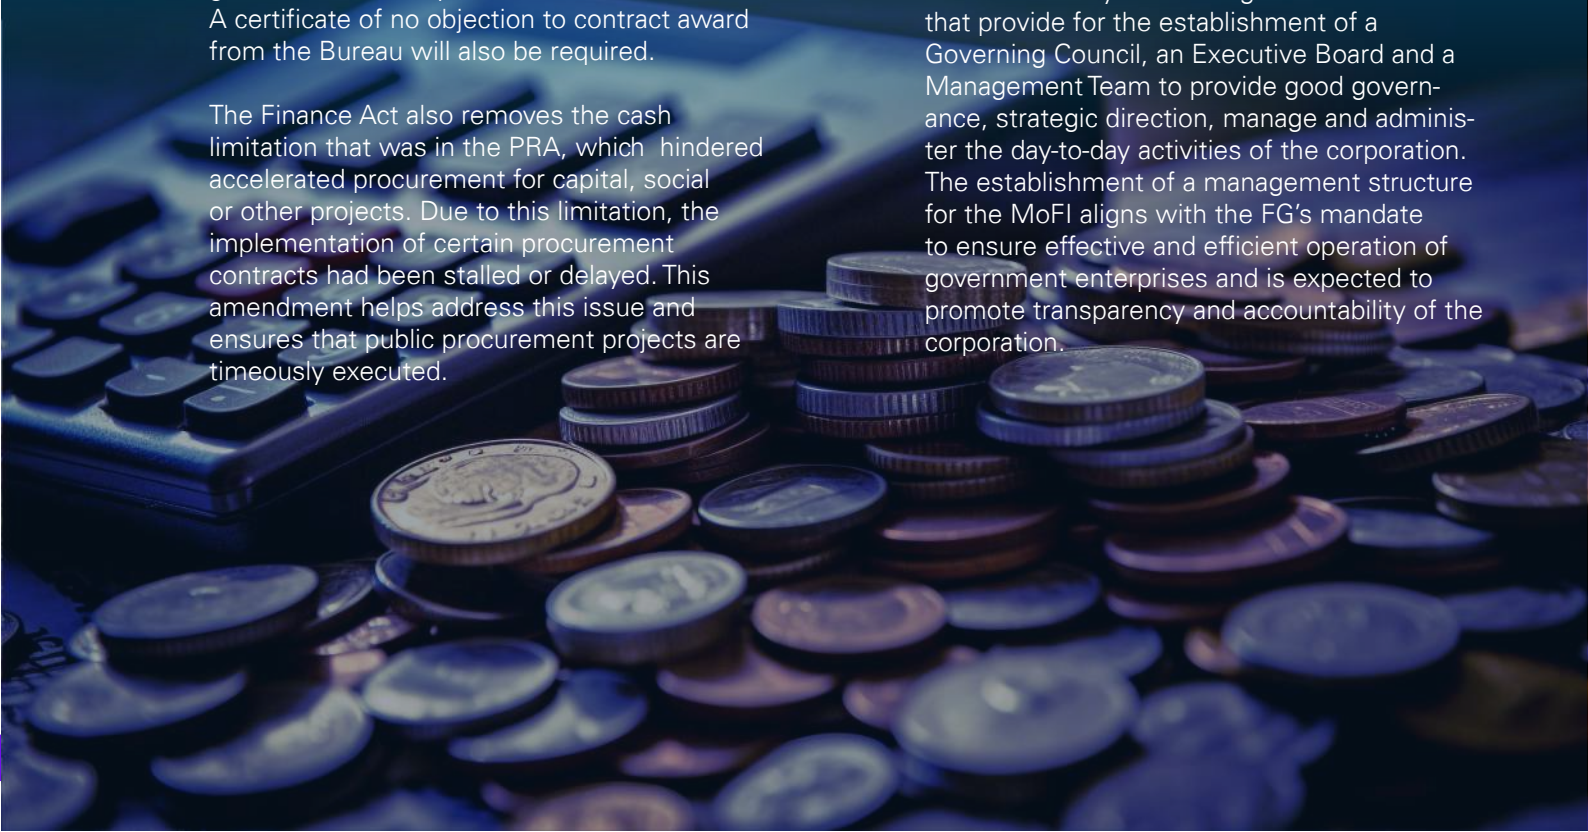 A certificate of no objection to contract award
from the Bureau will also be required.
The Finance Act also removes the cash
limitation that was in the PRA, which  hindered
accelerated procurement for capital, social
or other projects. Due to this limitation, the
implementation of certain procurement
contracts had been stalled or delayed. This
amendment helps address this issue and
ensures that public procurement projects are
timeously executed.
that provide for the establishment of a
Governing Council, an Executive Board and a
Management Team to provide good govern-
ance, strategic direction, manage and adminis-
ter the day-to-day activities of the corporation.
The establishment of a management structure
for the MoFI aligns with the FG’s mandate
to ensure effective and efficient operation of
government enterprises and is expected to
promote transparency and accountability of the
corporation.